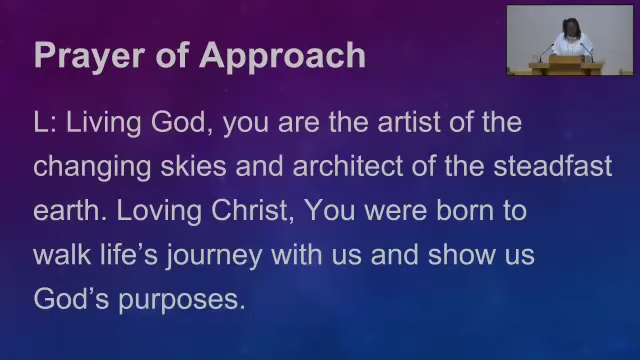 Prayer of Approach
L: Living God, you are the artist of the
changing skies and architect of the steadfast
earth. Loving Christ, You were born to
walk life’s journey with us and show us
God’s purposes.